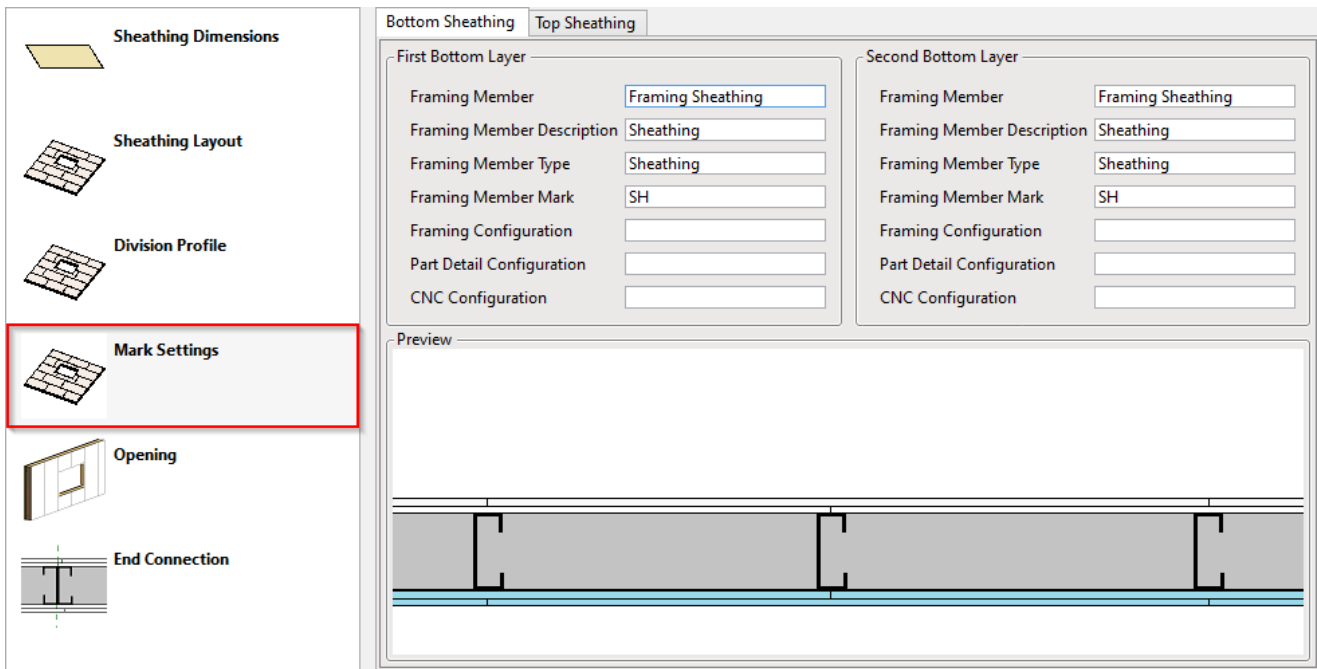 Sheathing Dimensions
Sheathing Layout
Division Profile
Mark Settings
Opening
End Connection
Bottom Sheathing
Top Sheathing
First Bottom Layer
Framing Member Framing Sheathing
Framing Member Description Sheathing
Framing Member Type Sheathing
Framing Member Mark SH
Framing Configuration
Part Detail Configuration
CNC Configuration
Second Bottom Layer
Framing Member Framing Sheathing
Framing Member Description Sheathing
Framing Member Type Sheathing
Framing Member Mark SH
Framing Configuration
Part Detail Configuration
CNC Configuration
Preview